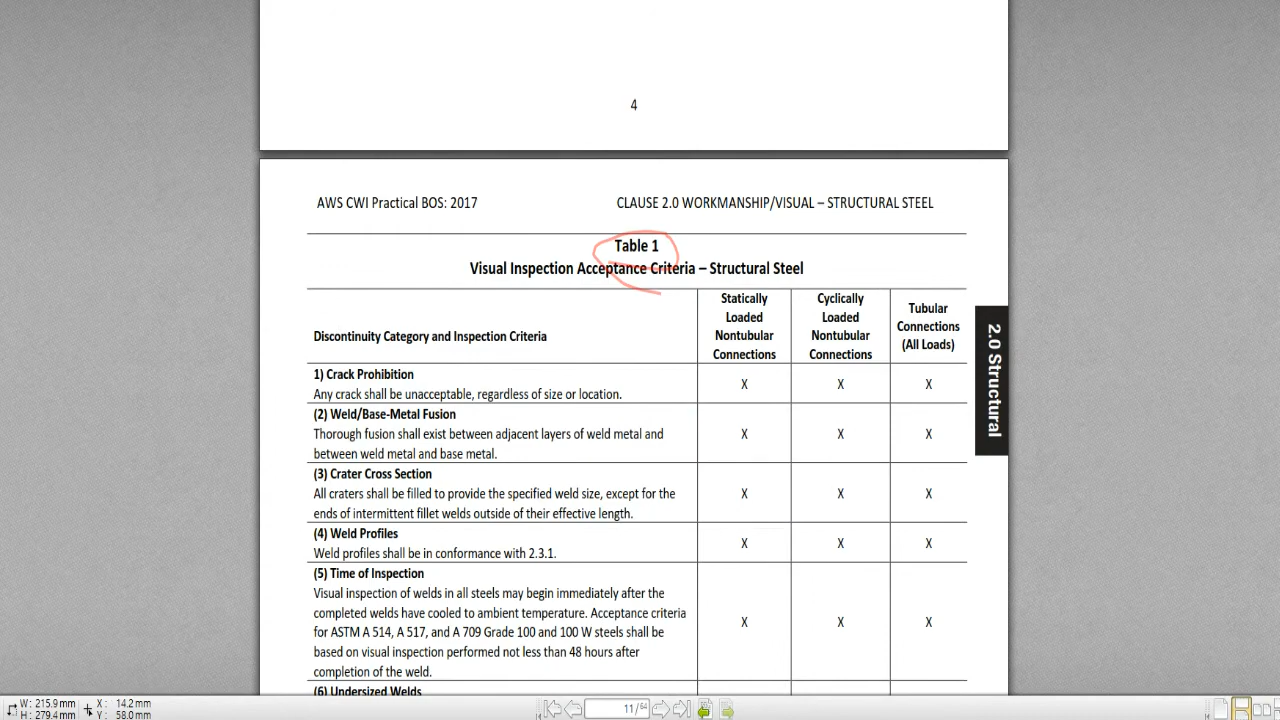 4
AWS CWI Practical BOS: 2017
CLAUSE 2.0 WORKMANSHIP/VISUAL – STRUCTURAL STEEL
Table 1
Visual Inspection Acceptance Criteria – Structural Steel
Discontinuity Category and Inspection Criteria
Statically
Loaded
Nontubular
Connections
Cyclically
Loaded
Nontubular
Connections
Tubular
Connections
(All Loads)
1) Crack Prohibition
Any crack shall be unacceptable, regardless of size or location.
X X X
(2) Weld/Base-Metal Fusion
Thorough fusion shall exist between adjacent layers of weld metal and
between weld metal and base metal.
X X X
(3) Crater Cross Section
All craters shall be filled to provide the specified weld size, except for the
ends of intermittent fillet welds outside of their effective length.
X X X
(4) Weld Profiles
Weld profiles shall be in conformance with 2.3.1.
X X X
(5) Time of Inspection
Visual inspection of welds in all steels may begin immediately after the
completed welds have cooled to ambient temperature. Acceptance criteria
for ASTM A 514, A 517, and A 709 Grade 100 and 100 W steels shall be
based on visual inspection performed not less than 48 hours after
completion of the weld.
X X X
(6) Undersized Welds
2.0 Structural
W: 215.9 mm
H: 279.4 mm
X: 14.2 mm
Y: 58.0 mm
11/64